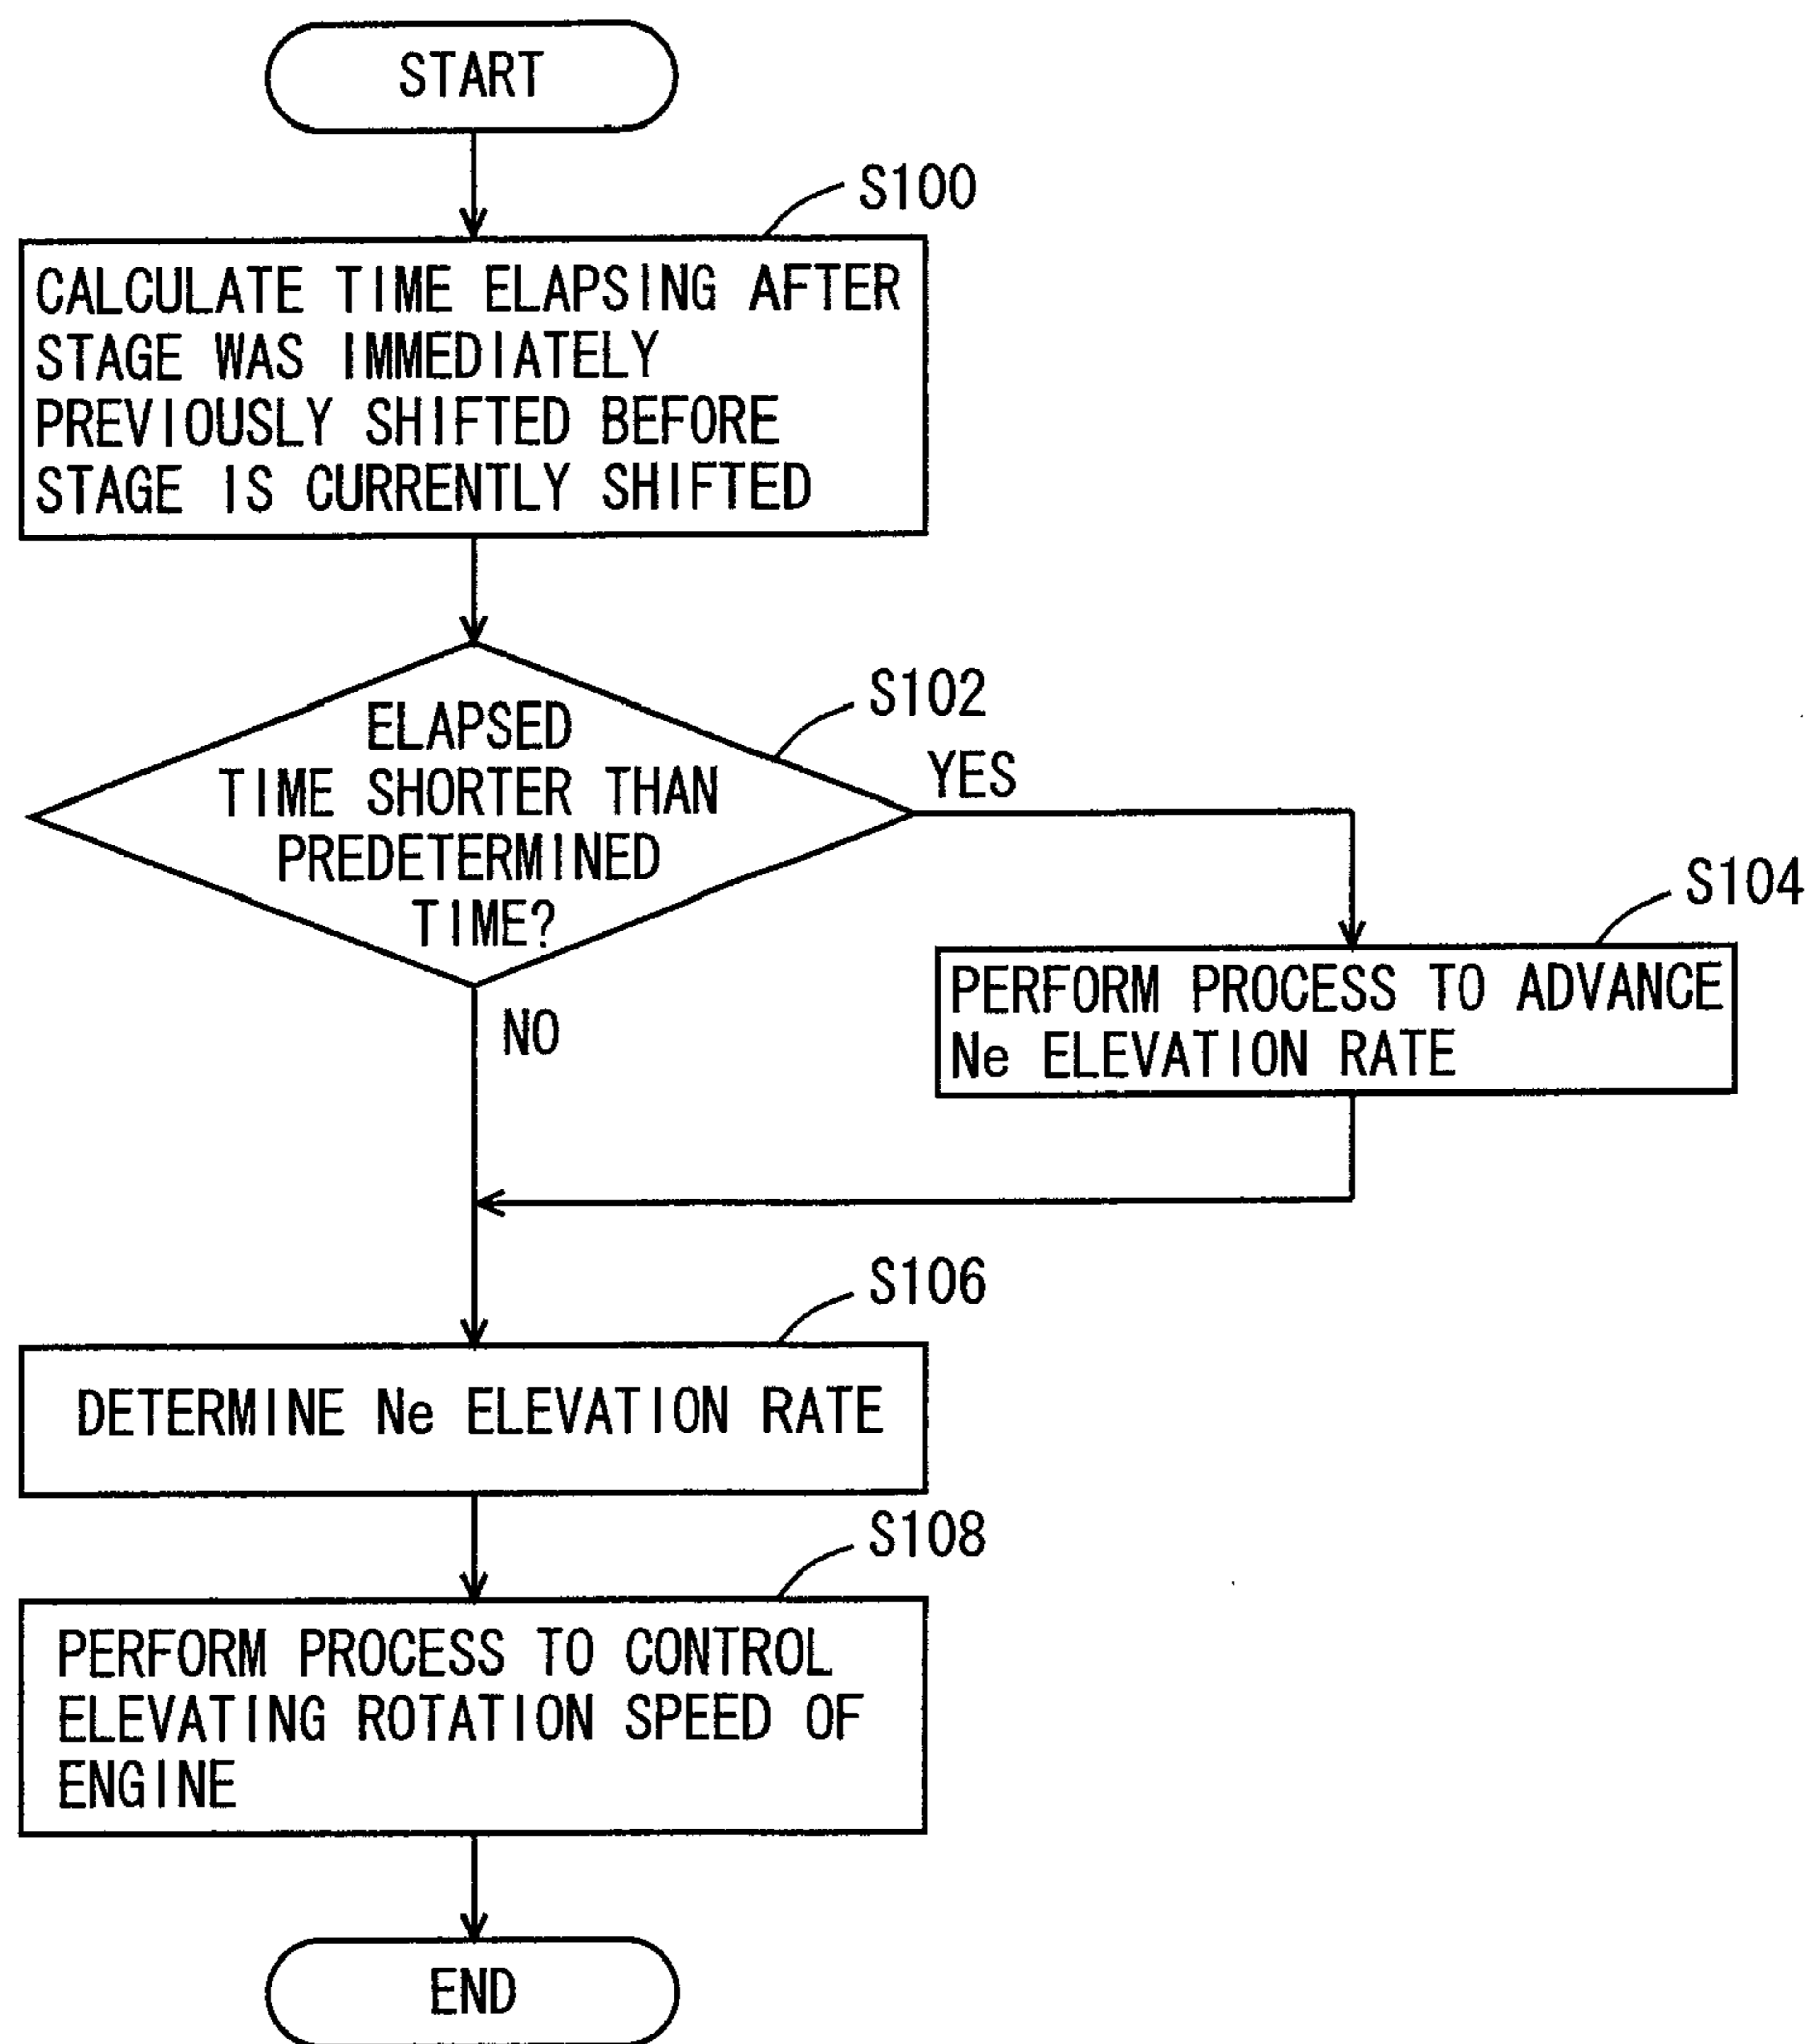 START
S100
CALCULATE TIME ELAPSING AFTER
STAGE WAS IMMEDIATELY
PREVIOUSLY SHIFTED BEFORE
STAGE IS CURRENTLY SHIFTED
S102
ELAPSED
TIME SHORTER THAN
PREDETERMINED
TIME?
YES
NO
S104
PERFORM PROCESS TO ADVANCE
Ne ELEVATION RATE
S106
DETERMINE Ne ELEVATION RATE
S108
PERFORM PROCESS TO CONTROL
ELEVATING ROTATION SPEED OF
ENGINE
END